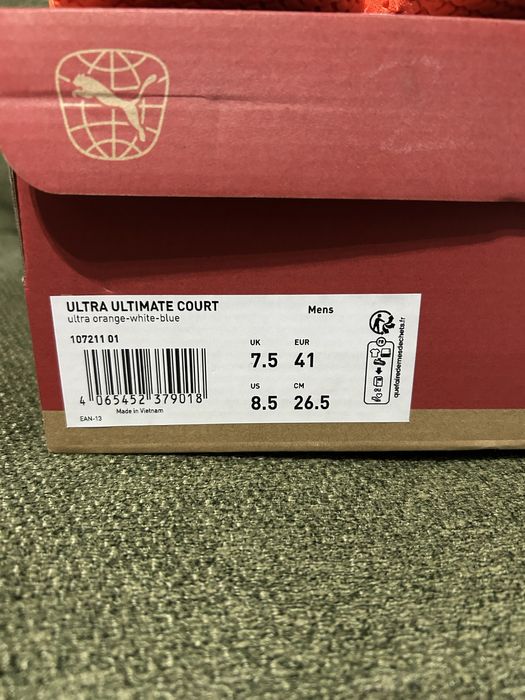 ULTRA ULTIMATE COURT
ultra orange-white-blue
Mens
107211 01
4 065452 379018
Made in Vietnam
EAN-13
UK EUR
7.5 41
US CM
8.5 26.5
FR
quefairedemesdechets.fr